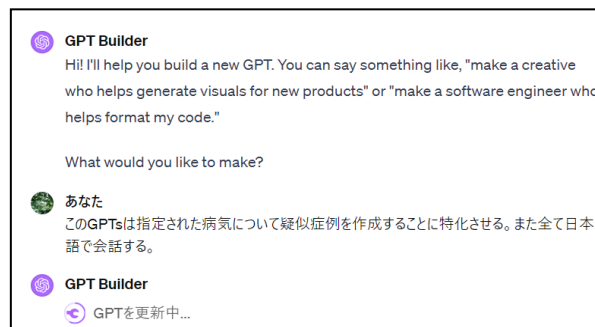 GPT Builder
Hi! I'll help you build a new GPT. You can say something like, "make a creative
who helps generate visuals for new products" or "make a software engineer who
helps format my code."
What would you like to make?
あなた
このGPTsは指定された病気について疑似症例を作成することに特化させる。また全て日本
語で会話する。
GPT Builder
GPTを更新中...